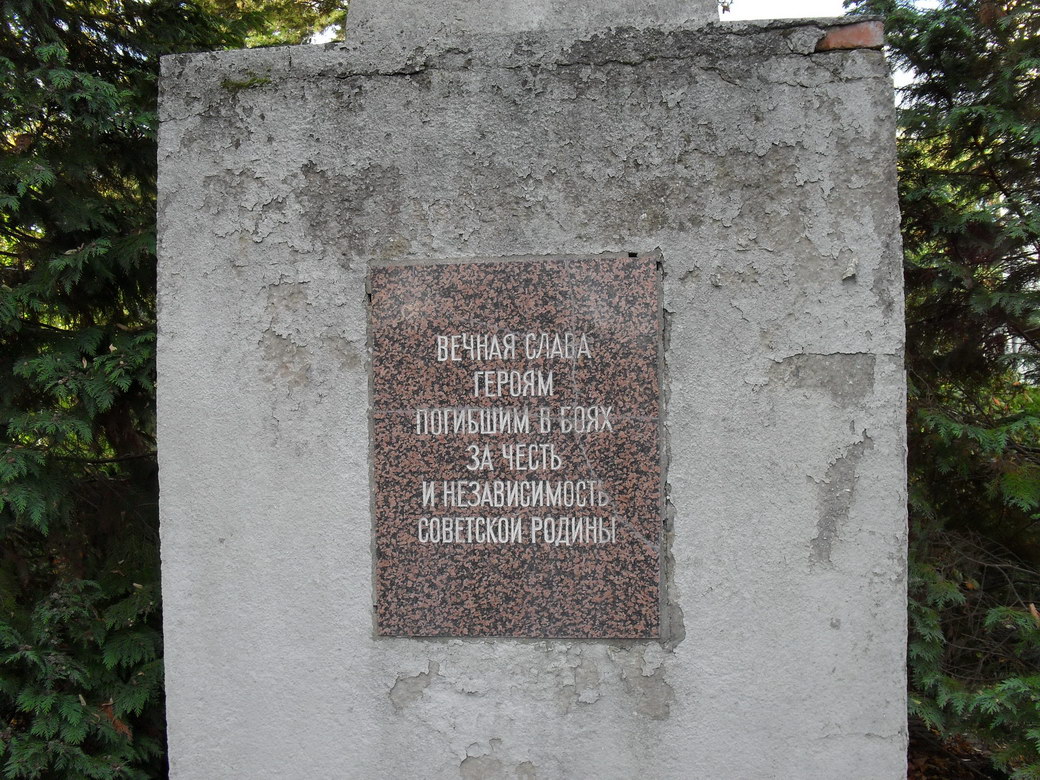 ВЕЧНАЯ СЛАВА
ГЕРОЯМ
ПОГИБШИМ В БОЯХ
ЗА ЧЕСТЬ
И НЕЗАВИСИМОСТЬ
СОВЕТСКОЙ РОДИНЫ